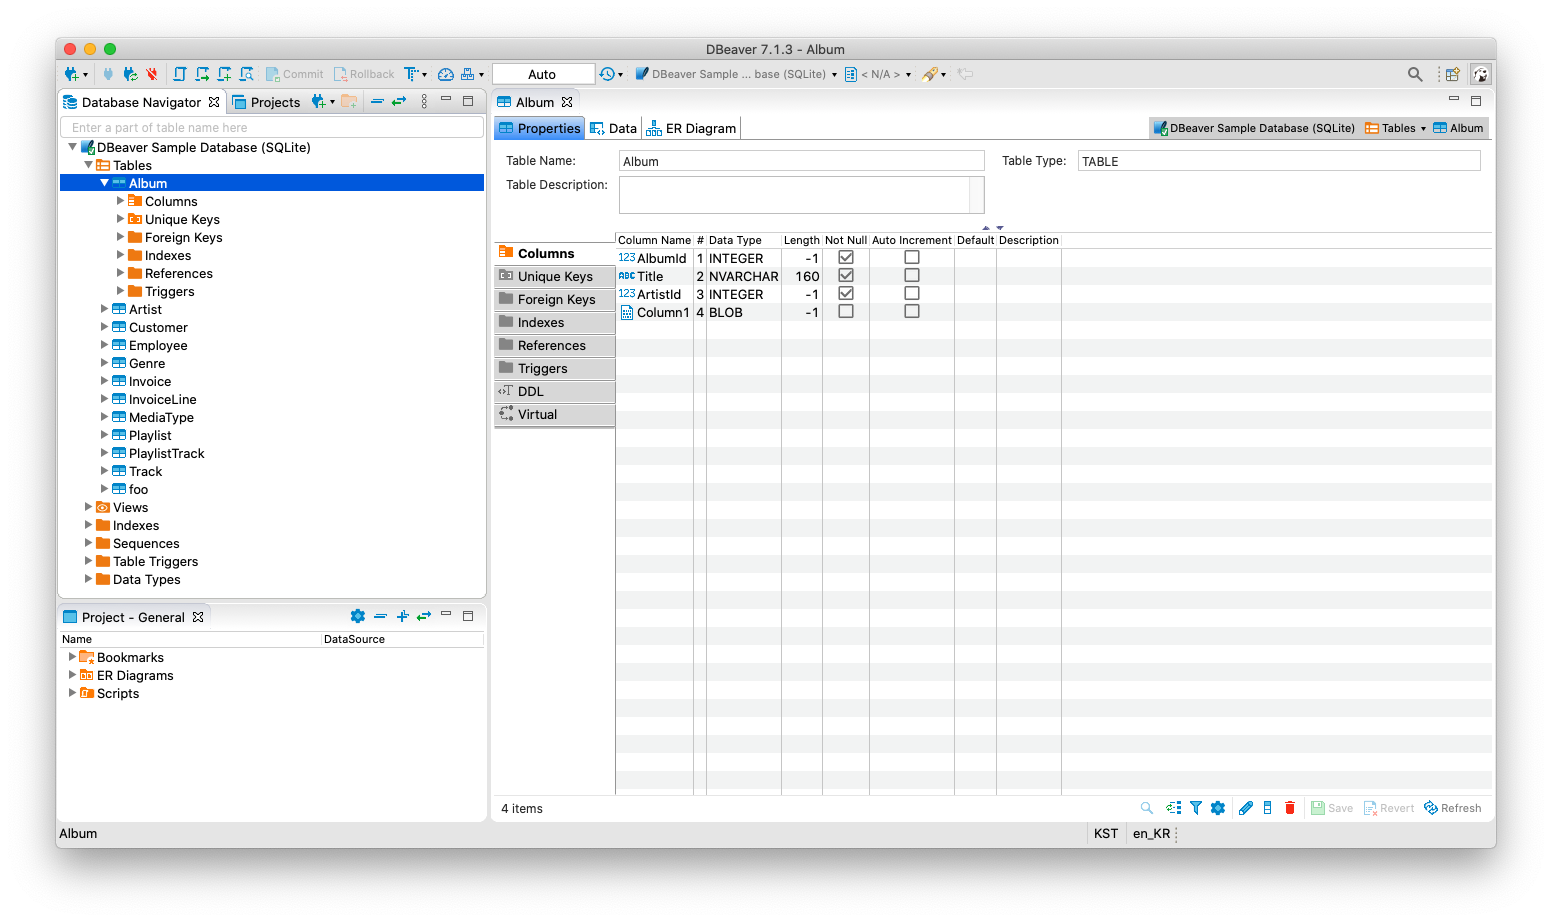 DBeaver 7.1.3 - Album
Commit
Rollback
Auto
DBeaver Sample ... base (SQLite)
< N/A >
Database Navigator
Projects
Enter a part of table name here
DBeaver Sample Database (SQLite)
Tables
Album
Columns
Unique Keys
Foreign Keys
Indexes
References
Triggers
Artist
Customer
Employee
Genre
Invoice
InvoiceLine
MediaType
Playlist
PlaylistTrack
Track
foo
Views
Indexes
Sequences
Table Triggers
Data Types
Project - General
Name DataSource
Bookmarks
ER Diagrams
Scripts
Album
Properties Data ER Diagram
DBeaver Sample Database (SQLite) Tables Album
Table Name: Album
Table Type: TABLE
Table Description:
Columns
Unique Keys
Foreign Keys
Indexes
References
Triggers
DDL
Virtual
Column Name # Data Type Length Not Null Auto Increment Default Description
123 AlbumId 1 INTEGER -1
ABC Title 2 NVARCHAR 160
123 ArtistId 3 INTEGER -1
Column1 4 BLOB -1
4 items
Save
Revert
Refresh
Album
KST
en_KR